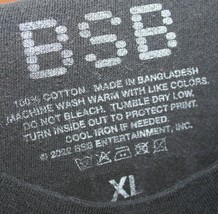 BSB
100% COTTON. MADE IN BANGLADESH
MACHINE WASH WARM WITH LIKE COLORS.
DO NOT BLEACH. TUMBLE DRY LOW.
TURN INSIDE OUT TO PROTECT PRINT.
COOL IRON IF NEEDED.
© BSB ENTERTAINMENT, INC.
XL